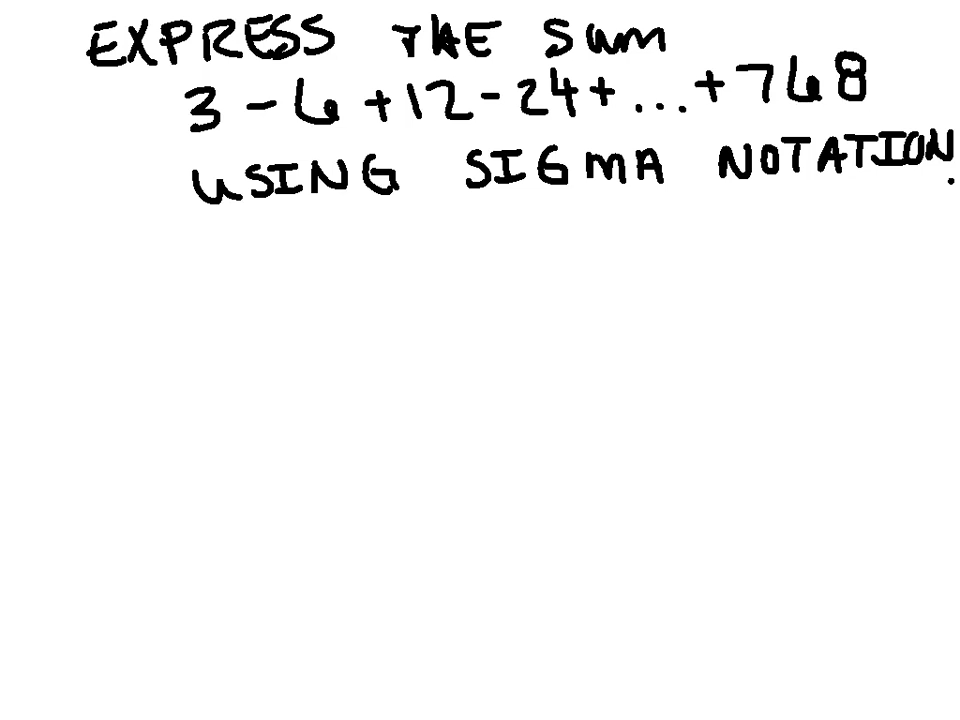 EXPRESS THE SUM
3 - 6 + 12 - 24 + ... + 768
USING SIGMA NOTATION.